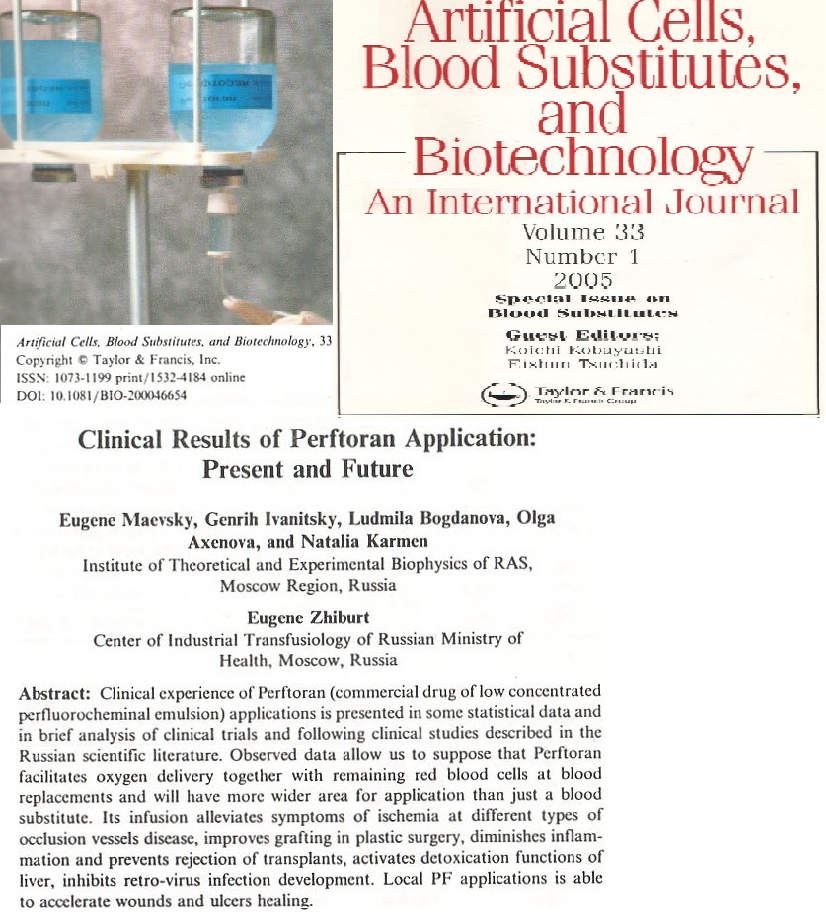 Artificial Cells,
Blood Substitutes,
and
Biotechnology
An International Journal
Volume 33
Number 1
2005
Special Issue on
Blood Substitutes
Guest Editors:
Koichi Kobayashi
Eishun Tsuchida
Taylor & Francis
Taylor & Francis Group
Artificial Cells, Blood Substitutes, and Biotechnology, 33
Copyright © Taylor & Francis, Inc.
ISSN: 1073-1199 print/1532-4184 online
DOI: 10.1081/BIO-200046654
Clinical Results of Perftoran Application:
Present and Future
Eugene Maevsky, Genrih Ivanitsky, Ludmila Bogdanova, Olga
Axenova, and Natalia Karmen
Institute of Theoretical and Experimental Biophysics of RAS,
Moscow Region, Russia
Eugene Zhiburt
Center of Industrial Transfusiology of Russian Ministry of
Health, Moscow, Russia
Abstract: Clinical experience of Perftoran (commercial drug of low concentrated
perfluorocheminal emulsion) applications is presented in some statistical data and
in brief analysis of clinical trials and following clinical studies described in the
Russian scientific literature. Observed data allow us to suppose that Perftoran
facilitates oxygen delivery together with remaining red blood cells at blood
replacements and will have more wider area for application than just a blood
substitute. Its infusion alleviates symptoms of ischemia at different types of
occlusion vessels disease, improves grafting in plastic surgery, diminishes inflam-
mation and prevents rejection of transplants, activates detoxication functions of
liver, inhibits retro-virus infection development. Local PF applications is able
to accelerate wounds and ulcers healing.